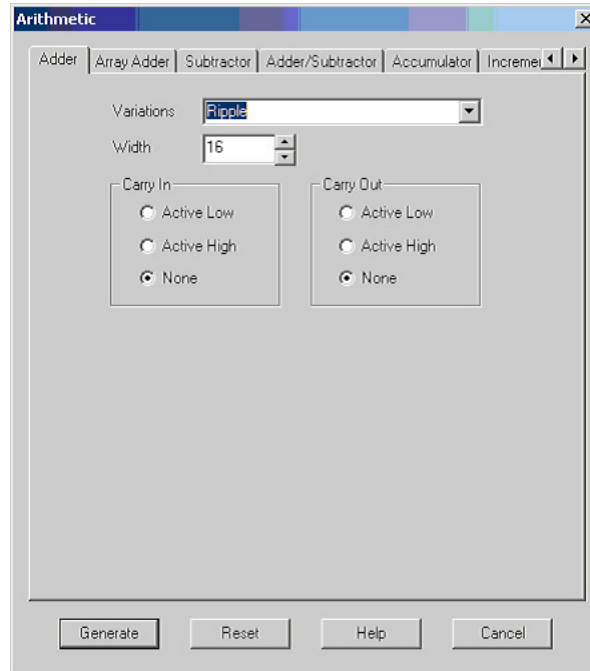 Arithmetic
Adder Array Adder Subtractor Adder/Subtractor Accumulator Incremen
Variations Ripple
Width 16
Carry In Carry Out
Active Low Active Low
Active High Active High
None None
Generate Reset Help Cancel